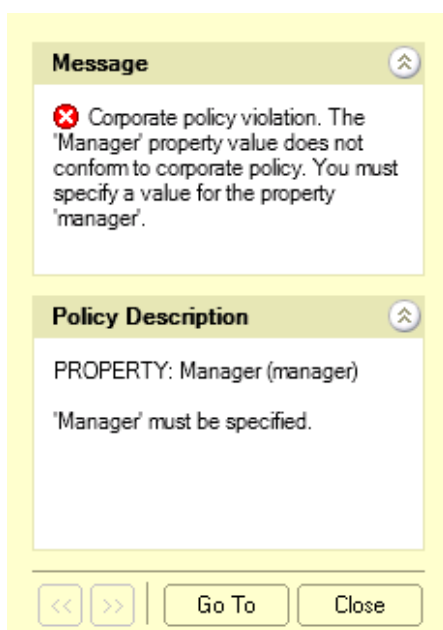 Message
Corporate policy violation. The
'Manager' property value does not
conform to corporate policy. You must
specify a value for the property
'manager'.
Policy Description
PROPERTY: Manager (manager)
'Manager' must be specified.
<< >> Go To Close